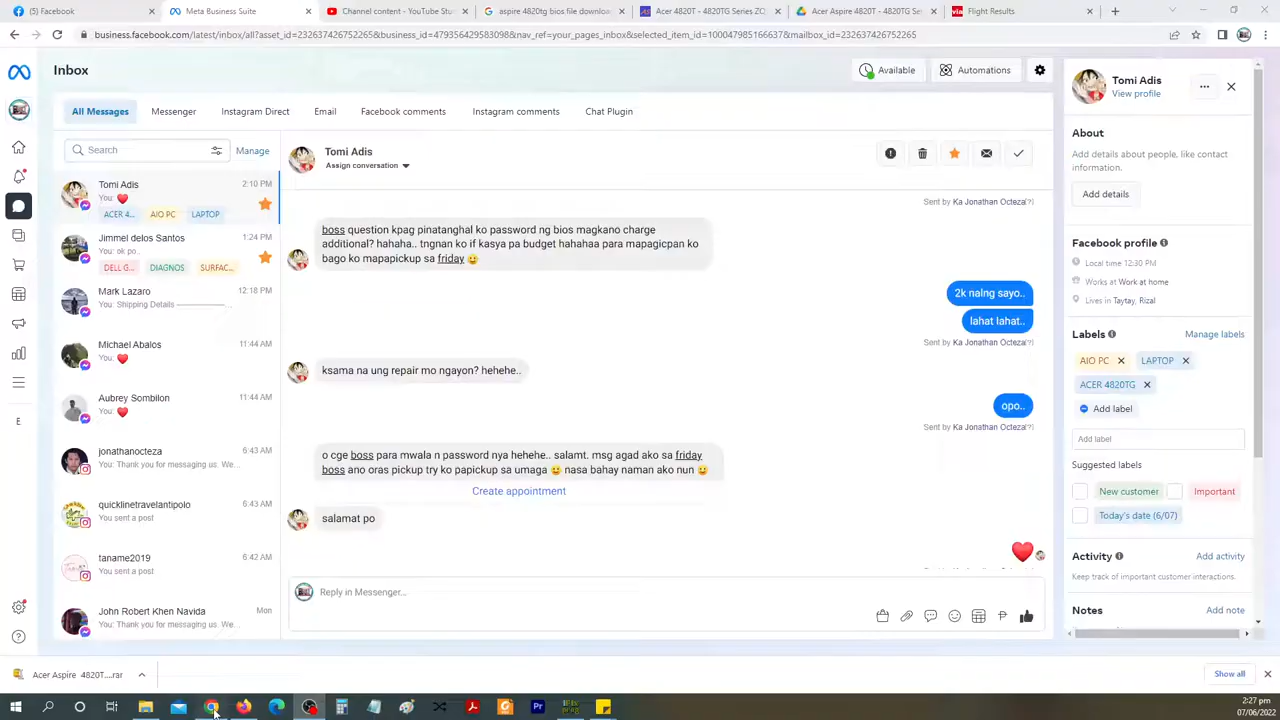 (5) Facebook
Meta Business Suite
Channel content - YouTube Stu
aspire 4820tg bios file downloa
Acer 4820T - 4820TG Series ZQ
Acer Aspire 4820T - 4820TG Se
via Flight Results
business.facebook.com/latest/inbox/all?asset_id=232637426752265&business_id=479356429583098&nav_ref=your_pages_inbox&selected_item_id=100047985166637&mailbox_id=232637426752265
Inbox
Available
Automations
All Messages
Messenger
Instagram Direct
Email
Facebook comments
Instagram comments
Chat Plugin
Search
Manage
Tomi Adis
2:10 PM
You: ❤️
ACER 4...
AIO PC
LAPTOP
Jimmel delos Santos
1:24 PM
You: ok po..
DELL G...
DIAGNOS
SURFAC...
Mark Lazaro
12:18 PM
You: Shipping Details
Michael Abalos
11:44 AM
You: ❤️
Aubrey Sombilon
11:44 AM
You: ❤️
jonathanocteza
6:43 AM
You: Thank you for messaging us. We...
quicklinetravelantipolo
6:43 AM
You sent a post
taname2019
6:42 AM
You sent a post
John Robert Khen Navida
Mon
You: Thank you for messaging us. We...
E
Tomi Adis
Assign conversation
Sent by Ka Jonathan Octeza
boss question kpag pinatanghal ko password ng bios magkano charge
additional? hahaha.. tngnan ko if kasya pa budget hahahaa para mapagicpan ko
bago ko mapapickup sa friday 😀
2k nalng sayo..
lahat lahat..
Sent by Ka Jonathan Octeza
ksama na ung repair mo ngayon? hehehe..
opo..
Sent by Ka Jonathan Octeza
o cge boss para mwala n password nya hehehe.. salamt. msg agad ako sa friday
boss ano oras pickup try ko papickup sa umaga 😀 nasa bahay naman ako nun 😀
Create appointment
salamat po
❤️
Reply in Messenger...
Tomi Adis
View profile
About
Add details about people, like contact
information.
Add details
Facebook profile
Local time 12:30 PM
Works at Work at home
Lives in Taytay, Rizal
Labels
Manage labels
AIO PC
LAPTOP
ACER 4820TG
Add label
Add label
Suggested labels
New customer
Important
Today's date (6/07)
Activity
Add activity
Keep track of important customer interactions.
Notes
Add note
Acer Aspire 4820T....rar
Show all
Pr
2:27 pm
07/06/2022